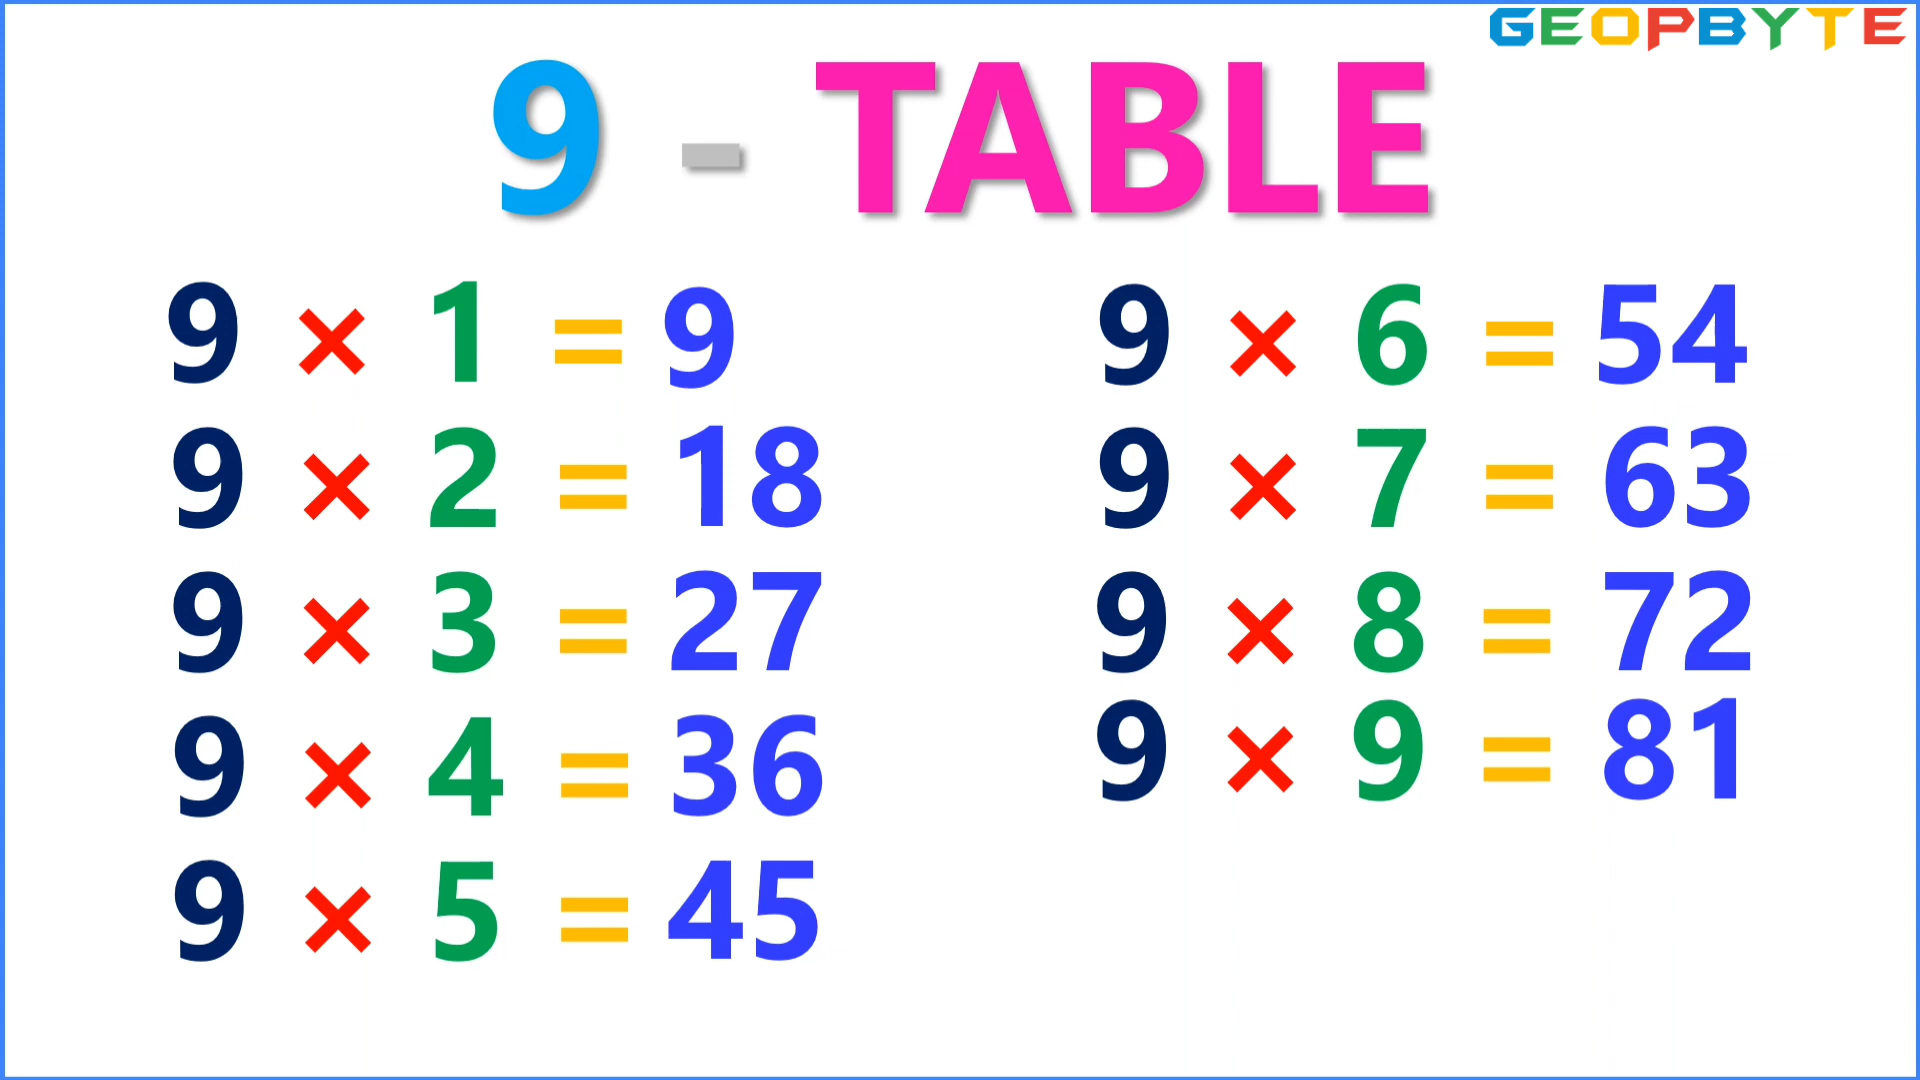 GEOPBYTE
9 - TABLE
9 × 1 = 9
9 × 2 = 18
9 × 3 = 27
9 × 4 = 36
9 × 5 = 45
9 × 6 = 54
9 × 7 = 63
9 × 8 = 72
9 × 9 = 81